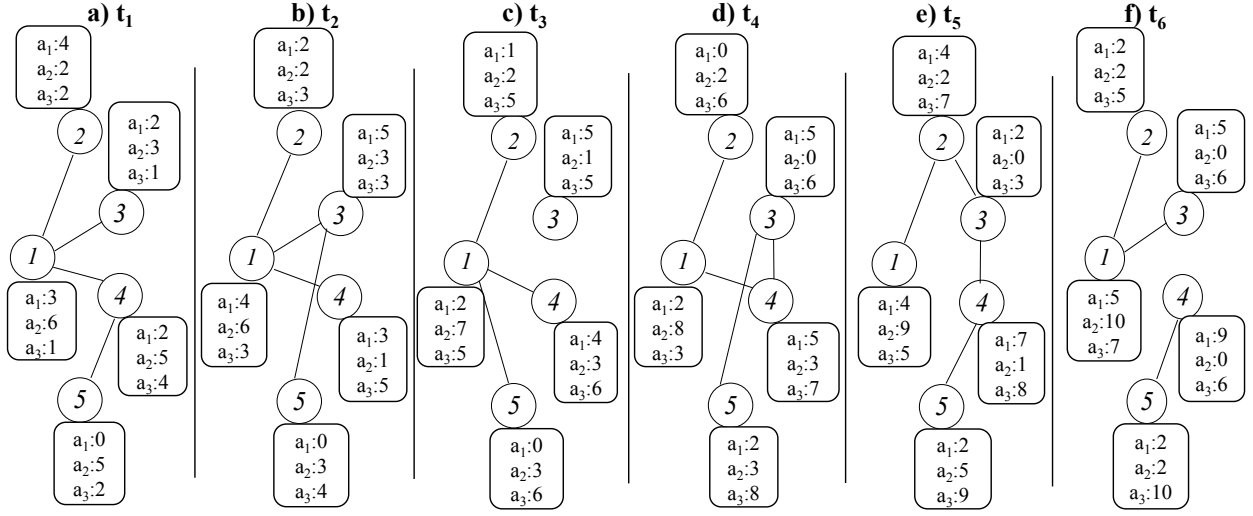 a) t₁
a₁:4
a₂:2
a₃:2
2
a₁:2
a₂:3
a₃:1
3
1
a₁:3
a₂:6
a₃:1
4
a₁:2
a₂:5
a₃:4
5
a₁:0
a₂:5
a₃:2
b) t₂
a₁:2
a₂:2
a₃:3
2
a₁:5
a₂:3
a₃:3
3
1
a₁:4
a₂:6
a₃:3
4
a₁:3
a₂:1
a₃:5
5
a₁:0
a₂:3
a₃:4
c) t₃
a₁:1
a₂:2
a₃:5
2
a₁:5
a₂:1
a₃:5
3
1
a₁:2
a₂:7
a₃:5
4
a₁:4
a₂:3
a₃:6
5
a₁:0
a₂:3
a₃:6
d) t₄
a₁:0
a₂:2
a₃:6
2
a₁:5
a₂:0
a₃:6
3
1
a₁:2
a₂:8
a₃:3
4
a₁:5
a₂:3
a₃:7
5
a₁:2
a₂:3
a₃:8
e) t₅
a₁:4
a₂:2
a₃:7
2
a₁:2
a₂:0
a₃:3
3
1
a₁:4
a₂:9
a₃:5
4
a₁:7
a₂:1
a₃:8
5
a₁:2
a₂:5
a₃:9
f) t₆
a₁:2
a₂:2
a₃:5
2
a₁:5
a₂:0
a₃:6
3
1
a₁:5
a₂:10
a₃:7
4
a₁:9
a₂:0
a₃:6
5
a₁:2
a₂:2
a₃:10